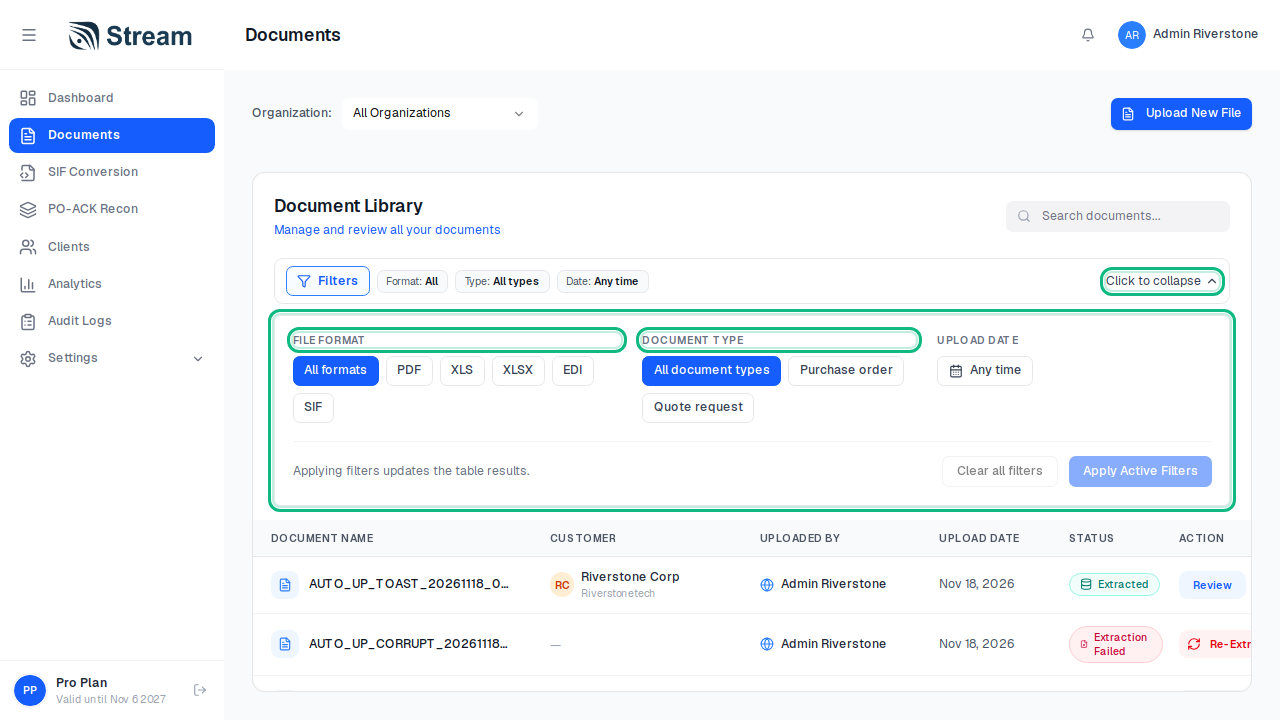 Stream
Documents
AR
Admin Riverstone
Dashboard
Documents
SIF Conversion
PO-ACK Recon
Clients
Analytics
Audit Logs
Settings
PP
Pro Plan
Valid until Nov 6 2027
Organization:
All Organizations
Upload New File
Document Library
Manage and review all your documents
Search documents...
Filters
Format: All
Type: All types
Date: Any time
Click to collapse
FILE FORMAT
DOCUMENT TYPE
UPLOAD DATE
All formats
PDF
XLS
XLSX
EDI
SIF
All document types
Purchase order
Quote request
Any time
Applying filters updates the table results.
Clear all filters
Apply Active Filters
DOCUMENT NAME
CUSTOMER
UPLOADED BY
UPLOAD DATE
STATUS
ACTION
AUTO_UP_TOAST_20261118_0...
RC
Riverstone Corp
Riverstonetech
Admin Riverstone
Nov 18, 2026
Extracted
Review
AUTO_UP_CORRUPT_20261118...
—
Admin Riverstone
Nov 18, 2026
Extraction
Failed
Re-Extr